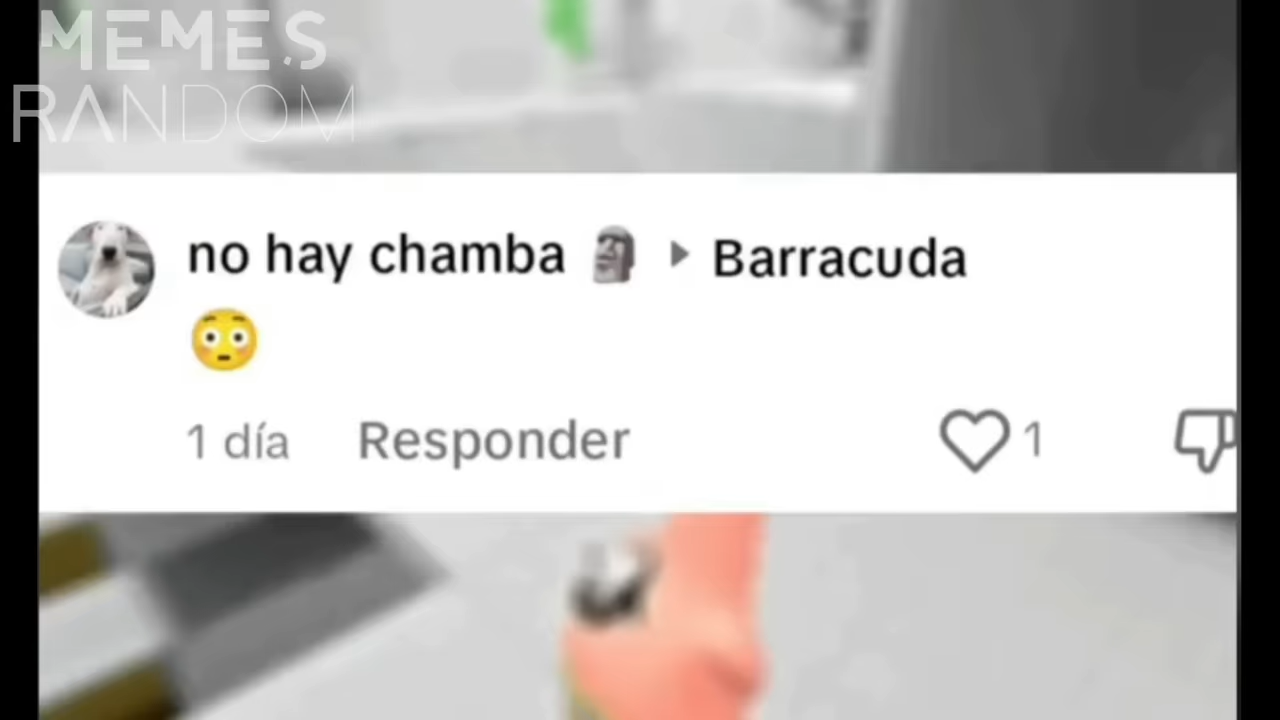 MEMES
RANDOM
no hay chamba 🗿 ▸ Barracuda
😳
1 día Responder 1